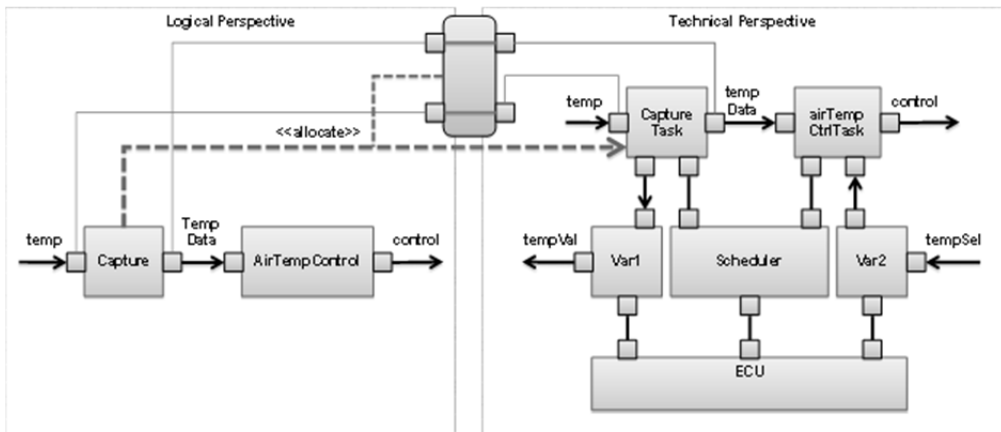 Logical Perspective
Technical Perspective
temp
Capture
Task
temp
Data
airTemp
CtrlTask
control
<<allocate>>
temp
Capture
Temp
Data
AirTempControl
control
tempVal
Var1
Scheduler
Var2
tempSel
ECU